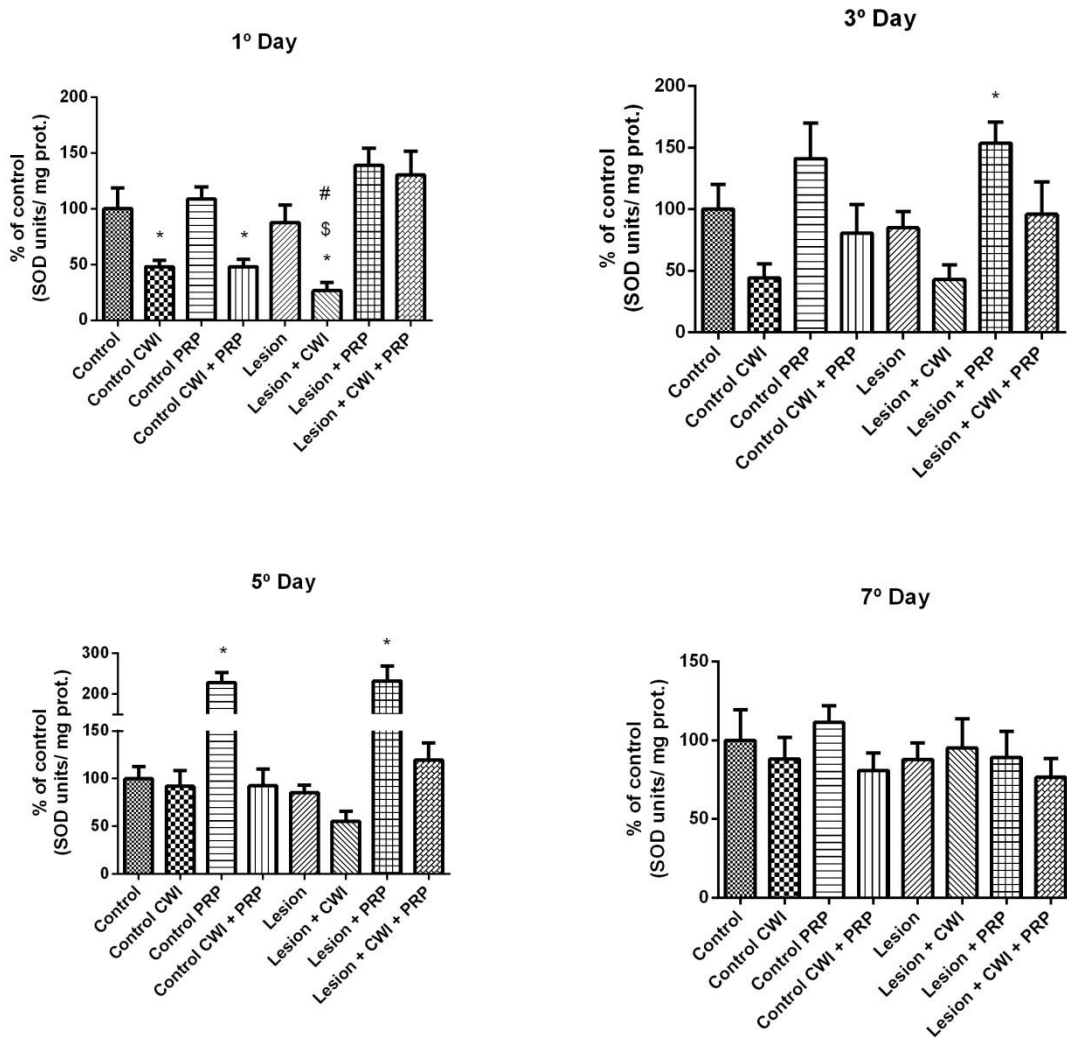 1º Day
% of control
(SOD units/ mg prot.)
200
150
100
50
0
*
*
#
$
*
Control
Control CWI
Control PRP
Control CWI + PRP
Lesion
Lesion + CWI
Lesion + PRP
Lesion + CWI + PRP
3º Day
% of control
(SOD units/ mg prot.)
200
150
100
50
0
*
Control
Control CWI
Control PRP
Control CWI + PRP
Lesion
Lesion + CWI
Lesion + PRP
Lesion + CWI + PRP
5º Day
% of control
(SOD units/ mg prot.)
300
200
150
100
50
0
*
*
Control
Control CWI
Control PRP
Control CWI + PRP
Lesion
Lesion + CWI
Lesion + PRP
Lesion + CWI + PRP
7º Day
% of control
(SOD units/ mg prot.)
150
100
50
0
Control
Control CWI
Control PRP
Control CWI + PRP
Lesion
Lesion + CWI
Lesion + PRP
Lesion + CWI + PRP